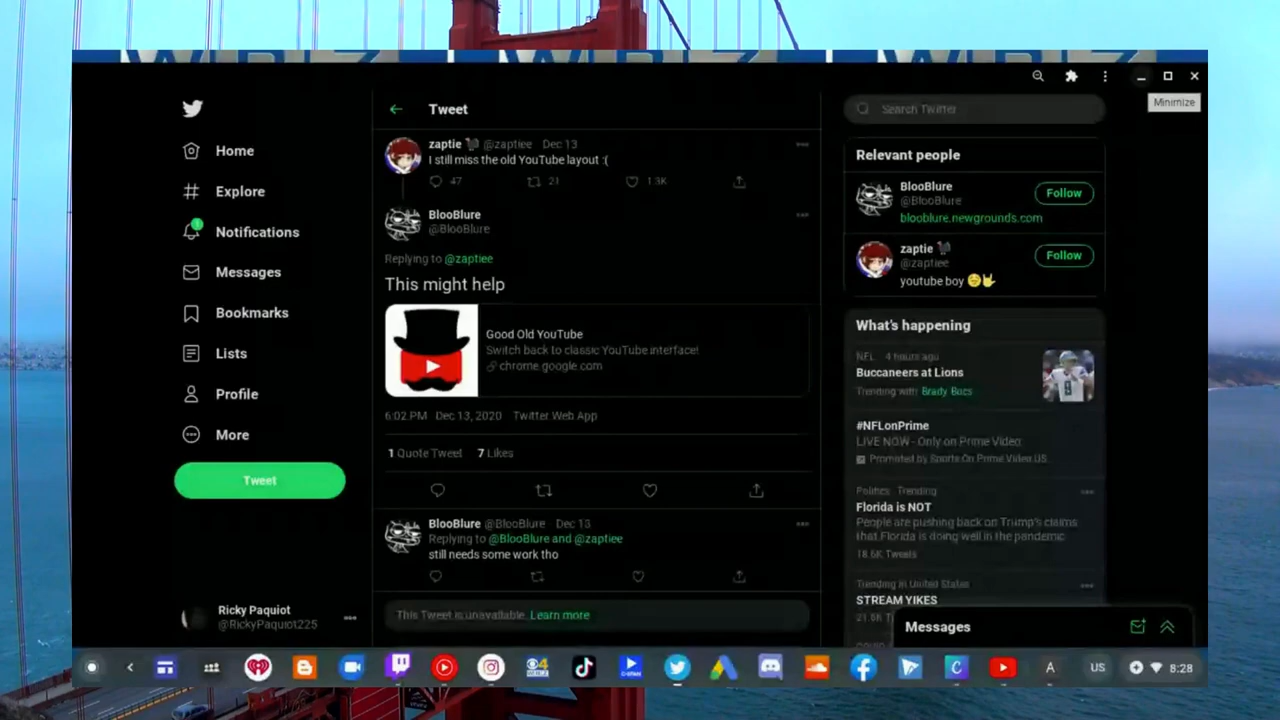 Tweet
Search Twitter
Minimize
Home
Explore
Notifications
Messages
Bookmarks
Lists
Profile
More
Tweet
Ricky Paquiot
@RickyPaquiot225
zaptie @zaptiee Dec 13
I still miss the old YouTube layout :(
47 21 1.3K
BlooBlure
@BlooBlure
Replying to @zaptiee
This might help
Good Old YouTube
Switch back to classic YouTube interface!
chrome.google.com
6:02 PM Dec 13, 2020 Twitter Web App
1 Quote Tweet 7 Likes
BlooBlure @BlooBlure Dec 13
Replying to @BlooBlure and @zaptiee
still needs some work tho
This Tweet is unavailable. Learn more
Relevant people
BlooBlure
@BlooBlure
Follow
blooblure.newgrounds.com
zaptie
@zaptiee
Follow
youtube boy
What's happening
NFL 4 hours ago
Buccaneers at Lions
Trending with Brady Bucs
#NFLonPrime
LIVE NOW - Only on Prime Video
Promoted by Sports On Prime Video US
Politics · Trending
Florida is NOT
People are pushing back on Trump's claims
that Florida is doing well in the pandemic
18.6K Tweets
Trending in United States
STREAM YIKES
Messages
US 8:28